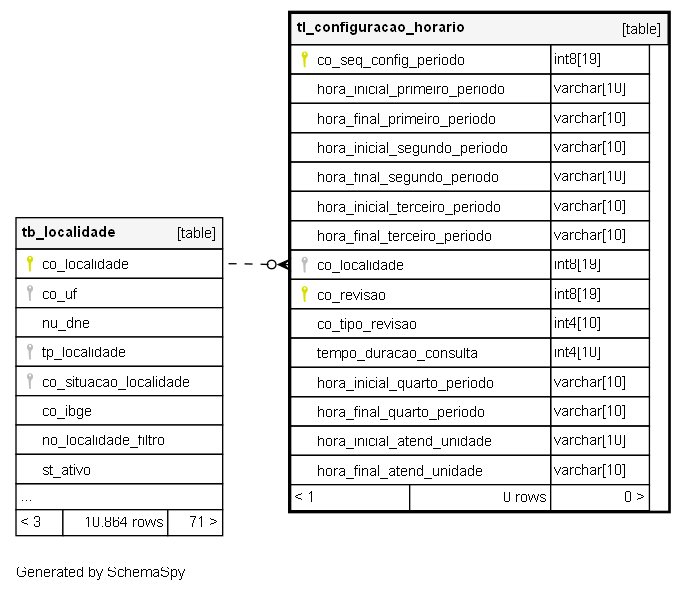 tl_configuracao_horario [table]
co_seq_config_periodo int8[19]
hora_inicial_primeiro_periodo varchar[10]
hora_final_primeiro_periodo varchar[10]
hora_inicial_segundo_periodo varchar[10]
hora_final_segundo_periodo varchar[10]
hora_inicial_terceiro_periodo varchar[10]
hora_final_terceiro_periodo varchar[10]
co_localidade int8[19]
co_revisao int8[19]
co_tipo_revisao int4[10]
tempo_duracao_consulta int4[10]
hora_inicial_quarto_periodo varchar[10]
hora_final_quarto_periodo varchar[10]
hora_inicial_atend_unidade varchar[10]
hora_final_atend_unidade varchar[10]
< 1 0 rows 0 >
tb_localidade [table]
co_localidade
co_uf
nu_dne
tp_localidade
co_situacao_localidade
co_ibge
no_localidade_filtro
st_ativo
...
< 3 10.864 rows 71 >
Generated by SchemaSpy